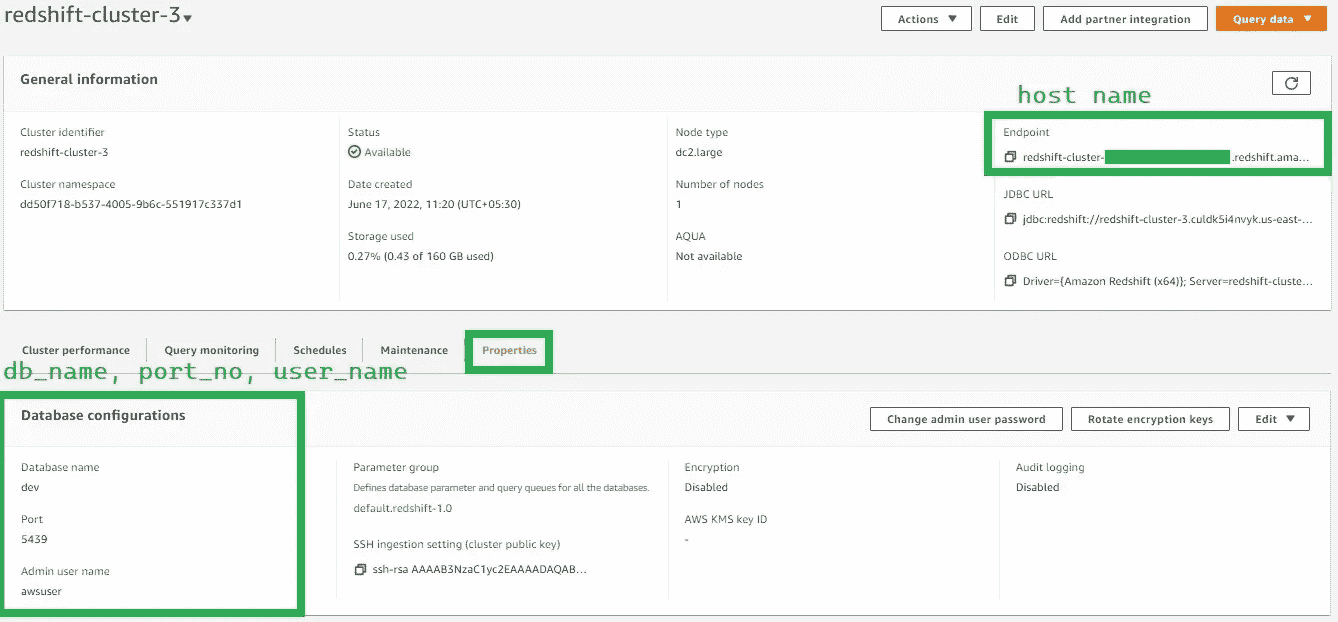 redshift-cluster-3
Actions
Edit
Add partner integration
Query data
General information
host_name
Cluster identifier
redshift-cluster-3
Cluster namespace
dd50f718-b537-4005-9b6c-551917c337d1
Status
Available
Date created
June 17, 2022, 11:20 (UTC+05:30)
Storage used
0.27% (0.43 of 160 GB used)
Node type
dc2.large
Number of nodes
1
AQUA
Not available
Endpoint
redshift-cluster- .redshift.ama...
JDBC URL
jdbc:redshift://redshift-cluster-3.culdk5i4nvyk.us-east-...
ODBC URL
Driver={Amazon Redshift (x64)}; Server=redshift-cluste...
Cluster performance
Query monitoring
Schedules
Maintenance
Properties
db_name, port_no, user_name
Database configurations
Change admin user password
Rotate encryption keys
Edit
Database name
dev
Port
5439
Admin user name
awsuser
Parameter group
Defines database parameter and query queues for all the databases.
default.redshift-1.0
SSH ingestion setting (cluster public key)
ssh-rsa AAAAB3NzaC1yc2EAAAADAQAB...
Encryption
Disabled
AWS KMS key ID
-
Audit logging
Disabled